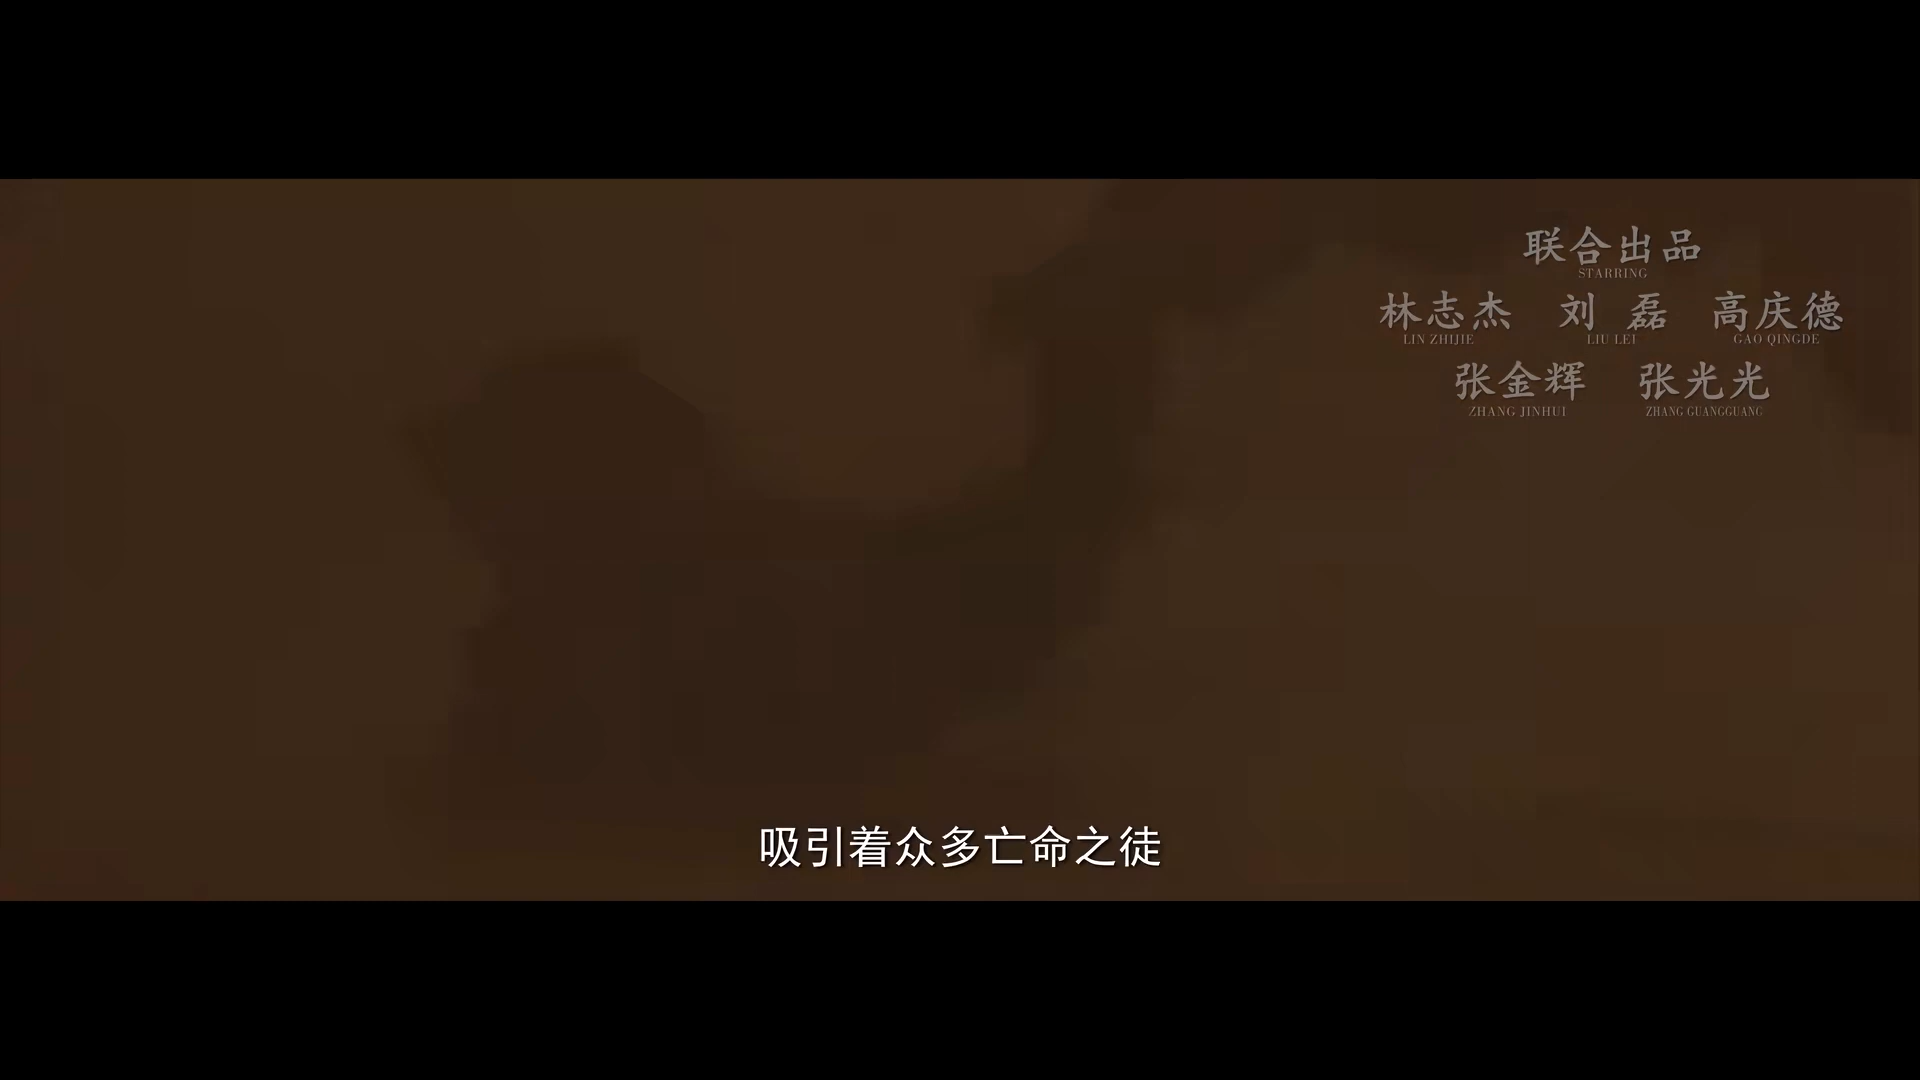 联合出品
STARRING
林志杰 刘磊 高庆德
LIN ZHIJIE LIU LEI GAO QINGDE
张金辉 张光光
ZHANG JINHUI ZHANG GUANGGUANG
吸引着众多亡命之徒